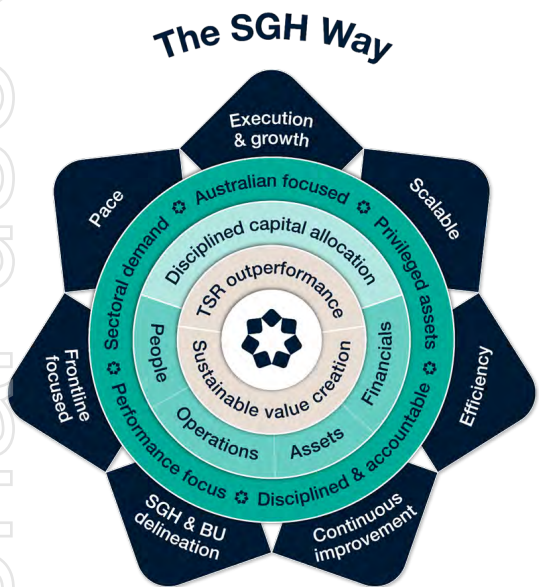 The SGH Way
Execution
& growth
Scalable
Efficiency
Continuous
improvement
SGH & BU
delineation
Frontline
focused
Pace
Australian focused
Privileged assets
Disciplined & accountable
Performance focus
Sectoral demand
Disciplined capital allocation
Financials
Assets
Operations
People
TSR outperformance
Sustainable value creation